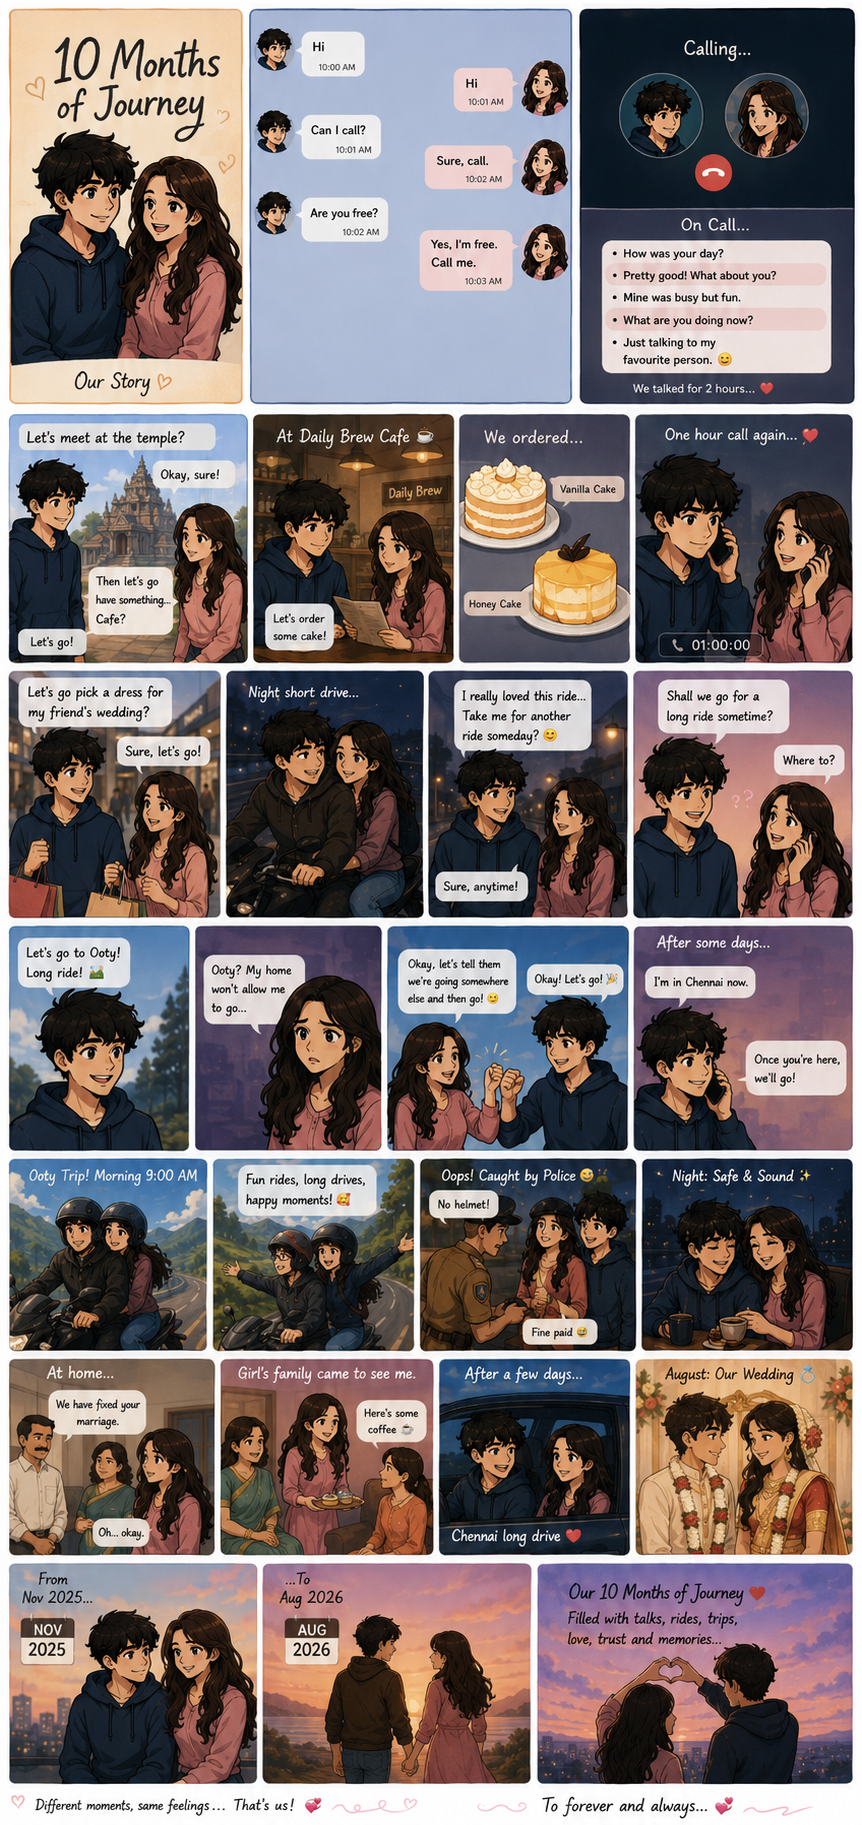 10 Months
of Journey
Our Story
Hi
10:00 AM
Hi
10:01 AM
Can I call?
10:01 AM
Sure, call.
10:02 AM
Are you free?
10:02 AM
Yes, I'm free.
Call me.
10:03 AM
Calling...
On Call...
• How was your day?
• Pretty good! What about you?
• Mine was busy but fun.
• What are you doing now?
• Just talking to my
favourite person. 😉
We talked for 2 hours... ❤️
Let's meet at the temple?
Okay, sure!
Then let's go
have something...
Cafe?
Let's go!
At Daily Brew Cafe ☕
Daily Brew
Let's order
some cake!
We ordered...
Vanilla Cake
Honey Cake
One hour call again... ❤️
01:00:00
Let's go pick a dress for
my friend's wedding?
Sure, let's go!
Night short drive...
I really loved this ride...
Take me for another
ride someday? 😊
Sure, anytime!
Shall we go for a
long ride sometime?
Where to?
??
Let's go to Ooty!
Long ride! 🏞️
Ooty? My home
won't allow me
to go...
Okay, let's tell them
we're going somewhere
else and then go! 😉
Okay! Let's go! 🎉
After some days...
I'm in Chennai now.
Once you're here,
we'll go!
Ooty Trip! Morning 9:00 AM
Fun rides, long drives,
happy moments! 🥰
Oops! Caught by Police 😅
No helmet!
Fine paid 😅
Night: Safe & Sound ✨
At home...
We have fixed your
marriage.
Oh... okay.
Girl's family came to see me.
Here's some
coffee ☕
After a few days...
Chennai long drive ❤️
August: Our Wedding 💍
From
Nov 2025...
NOV
2025
...To
Aug 2026
AUG
2026
Our 10 Months of Journey ❤️
Filled with talks, rides, trips,
love, trust and memories...
Different moments, same feelings... That's us! 💞
To forever and always... 💞